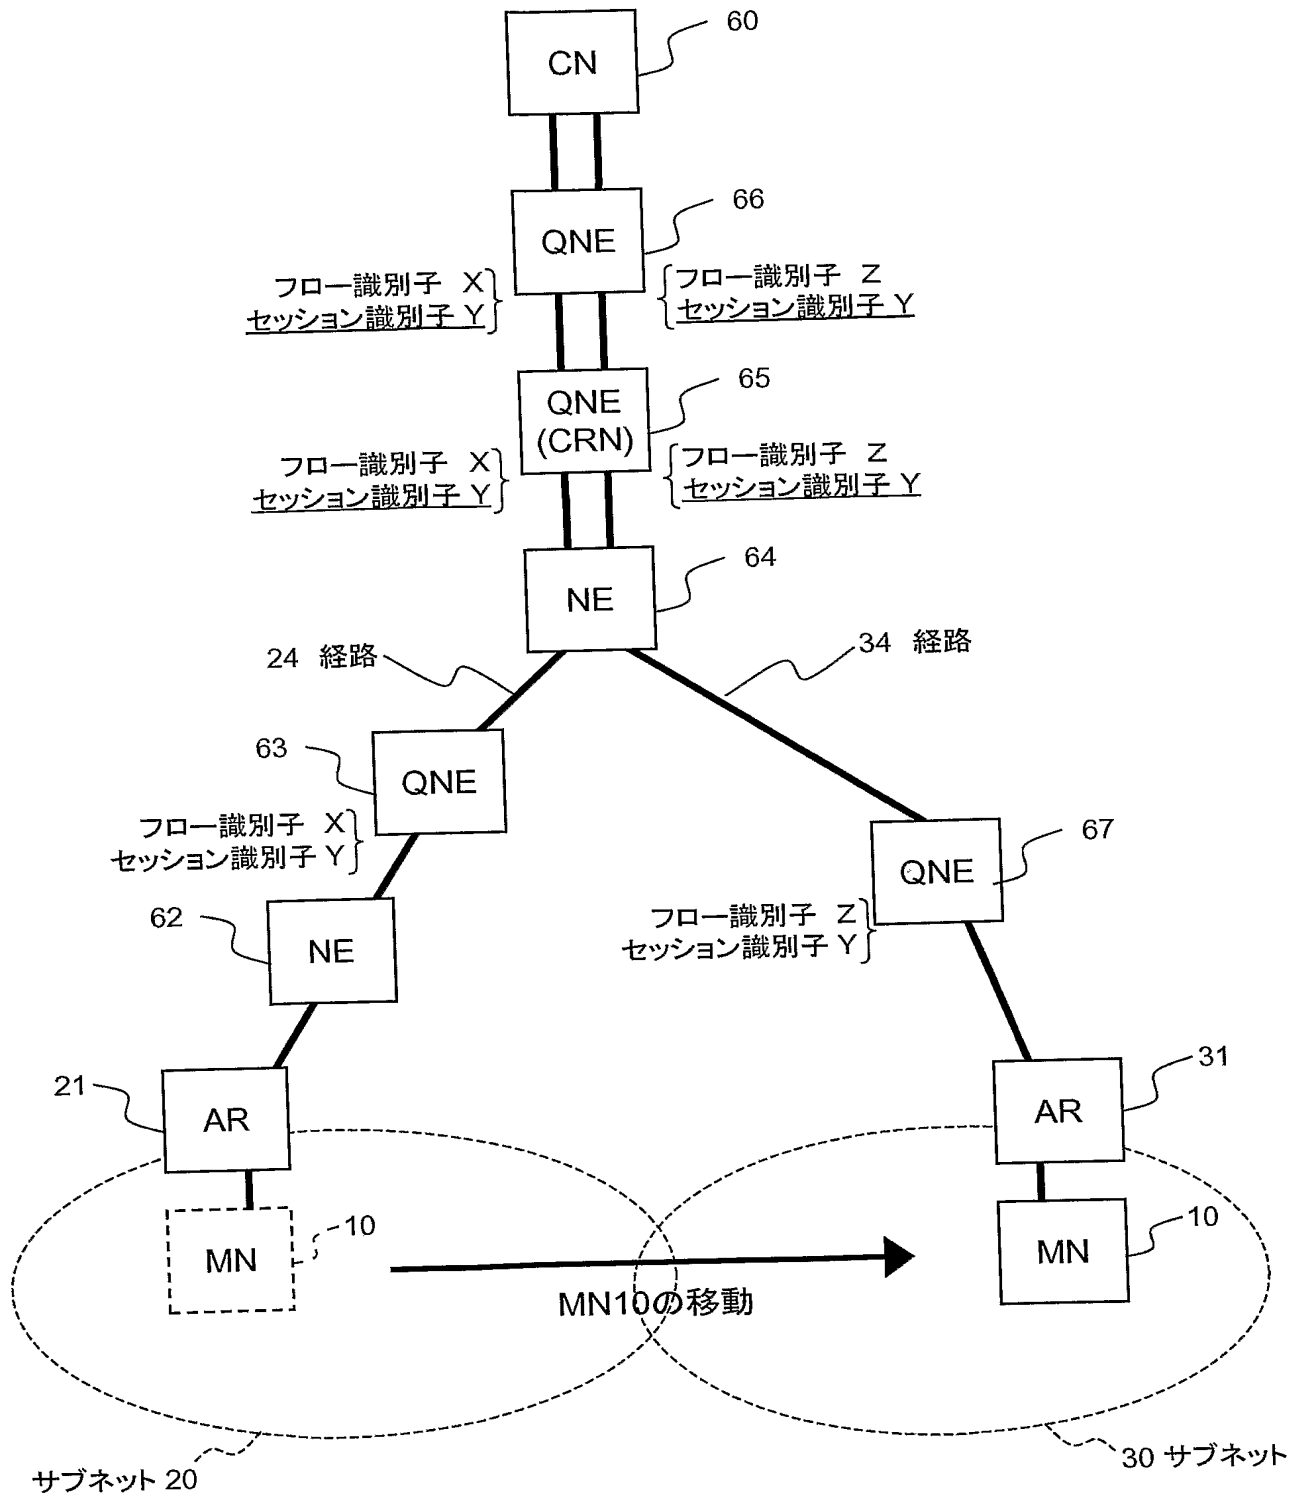 CN
60
QNE
66
フロー識別子 X
セッション識別子 Y
フロー識別子 Z
セッション識別子 Y
QNE
(CRN)
65
フロー識別子 X
セッション識別子 Y
フロー識別子 Z
セッション識別子 Y
NE
64
24 経路
34 経路
63
QNE
フロー識別子 X
セッション識別子 Y
QNE
67
フロー識別子 Z
セッション識別子 Y
62
NE
21
AR
AR
31
MN
10
MN
10
MN10の移動
サブネット 20
30 サブネット